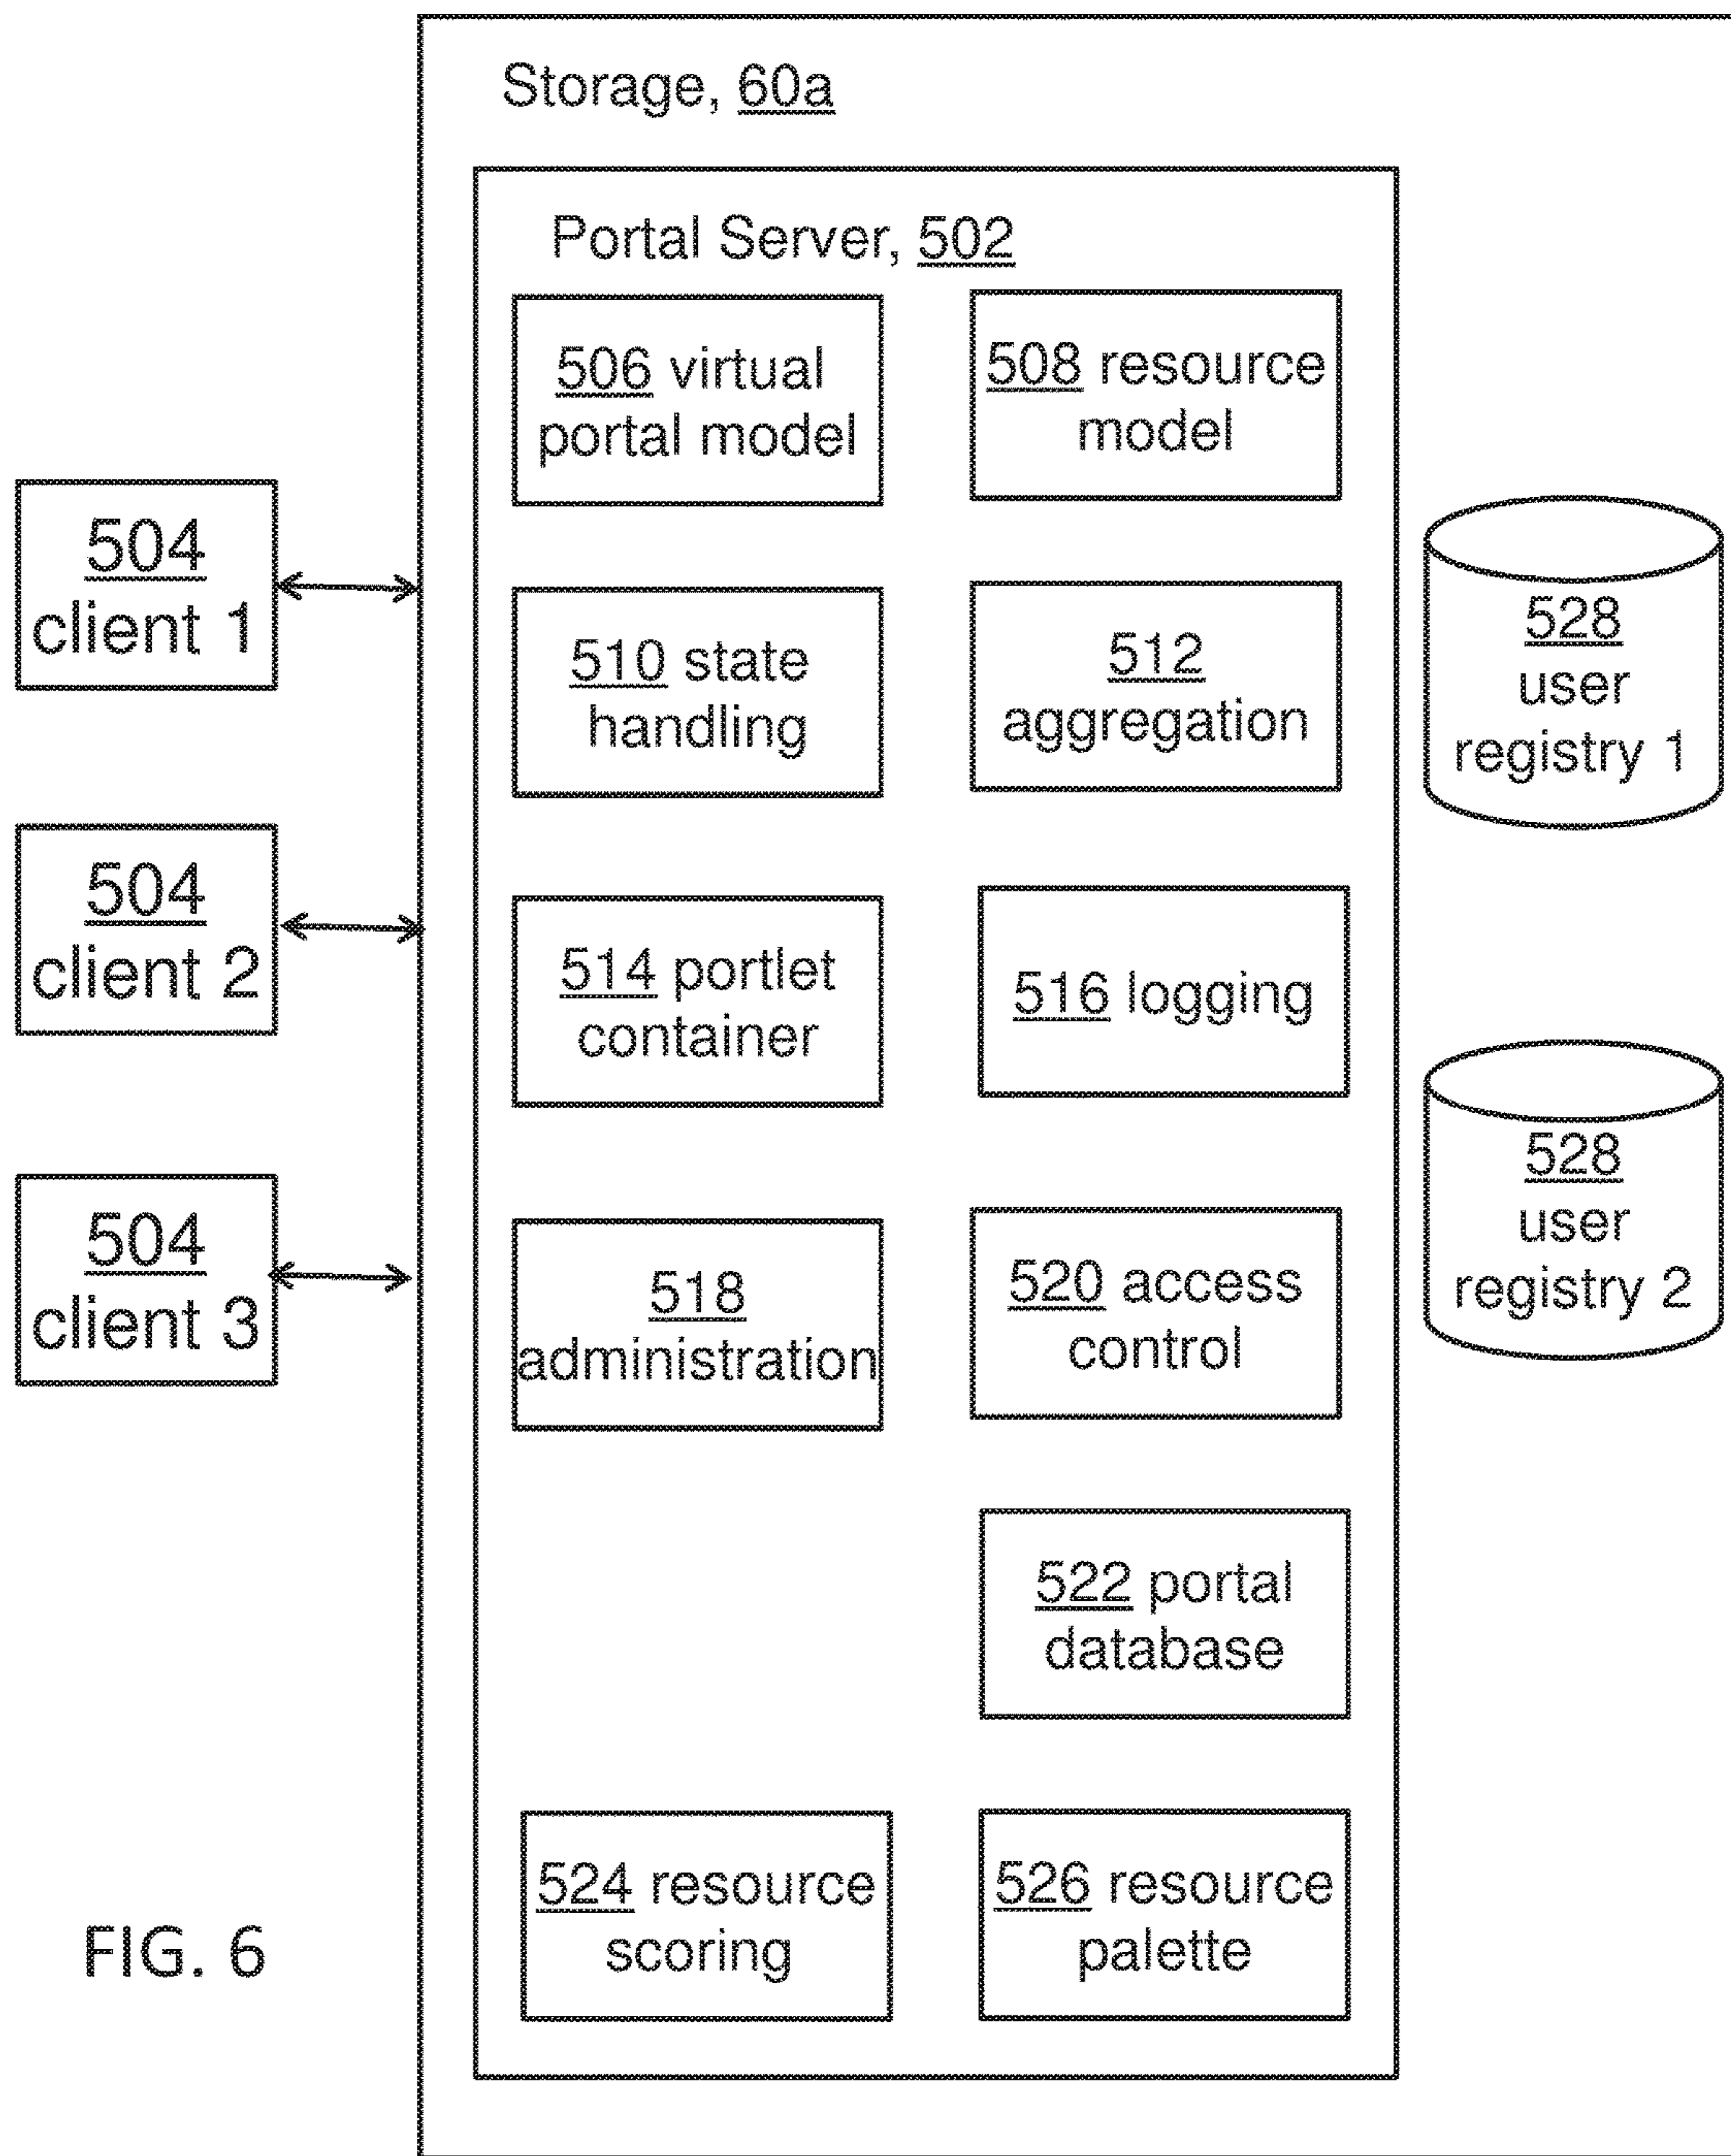 Storage, 60a
Portal Server, 502
506 virtual
portal model
508 resource
model
504
client 1
510 state
handling
512
aggregation
528
user
registry 1
504
client 2
514 portlet
container
516 logging
528
user
registry 2
504
client 3
518
administration
520 access
control
522 portal
database
524 resource
scoring
526 resource
palette
FIG. 6